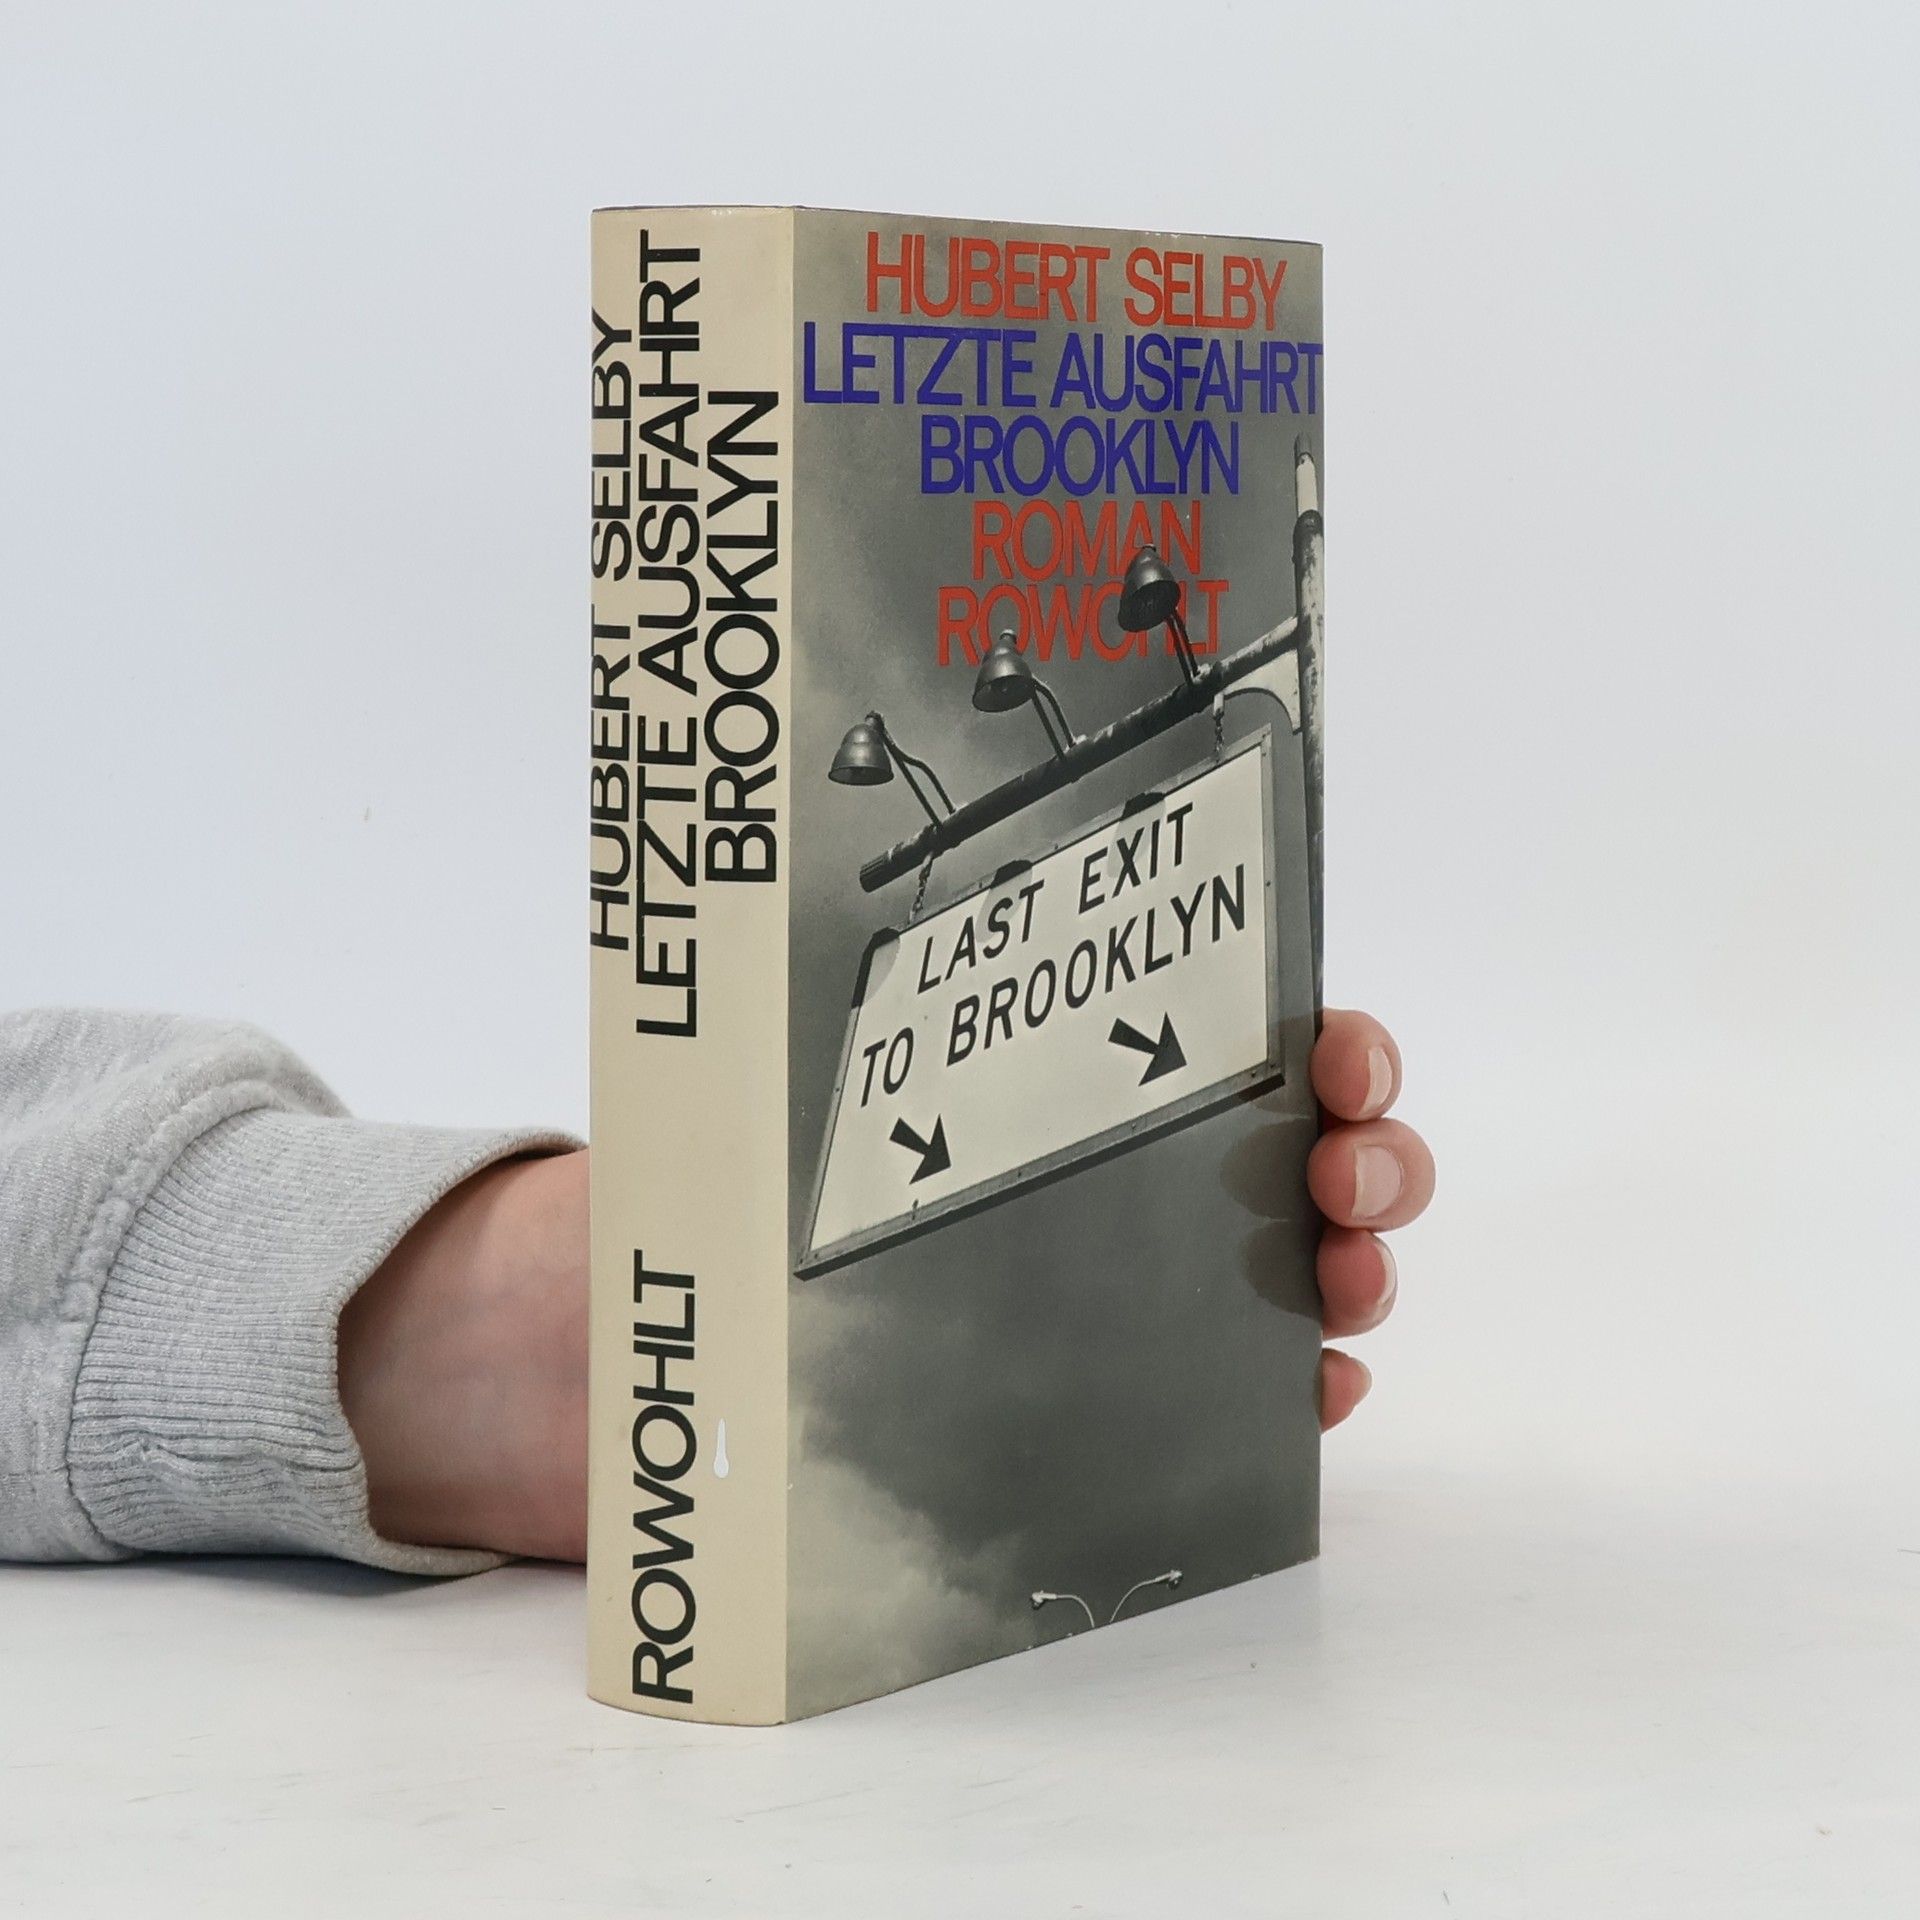 HUBERT SELBY
LETZTE AUSFAHRT
BROOKLYN
ROWOHLT
HUBERT SELBY
LETZTE AUSFAHRT
BROOKLYN
ROMAN
ROWOHLT
LAST EXIT
TO BROOKLYN